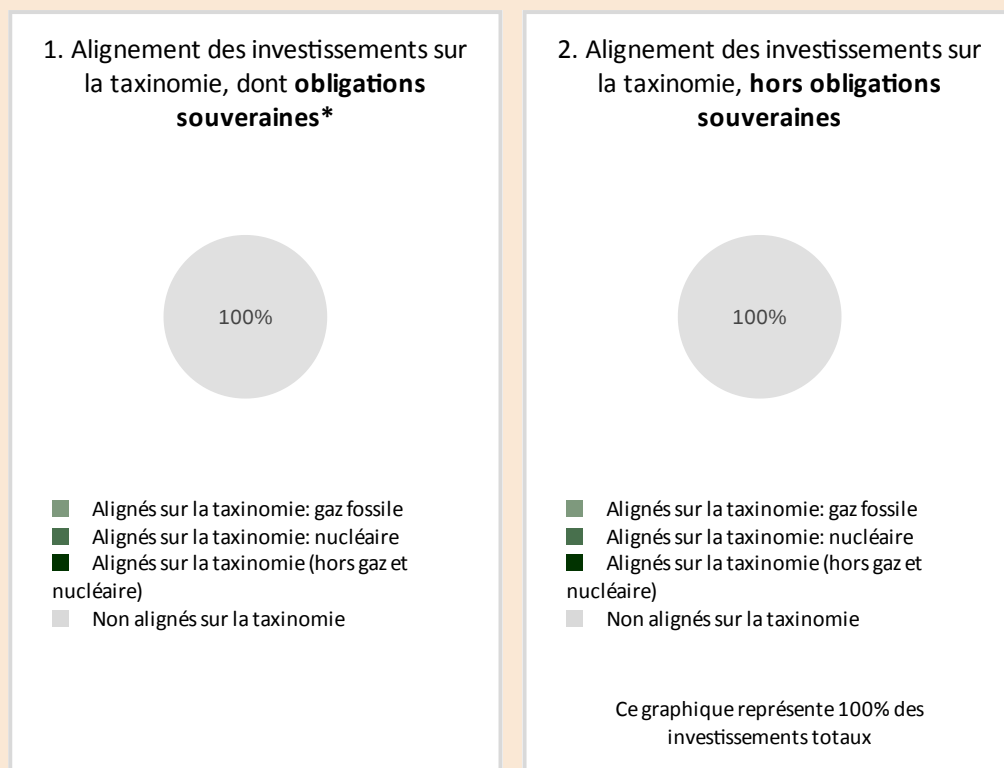 1. Alignement des investissements sur
la taxinomie, dont obligations
souveraines*
100%
Alignés sur la taxinomie: gaz fossile
Alignés sur la taxinomie: nucléaire
Alignés sur la taxinomie (hors gaz et
nucléaire)
Non alignés sur la taxinomie
2. Alignement des investissements sur
la taxinomie, hors obligations
souveraines
100%
Alignés sur la taxinomie: gaz fossile
Alignés sur la taxinomie: nucléaire
Alignés sur la taxinomie (hors gaz et
nucléaire)
Non alignés sur la taxinomie
Ce graphique représente 100% des
investissements totaux